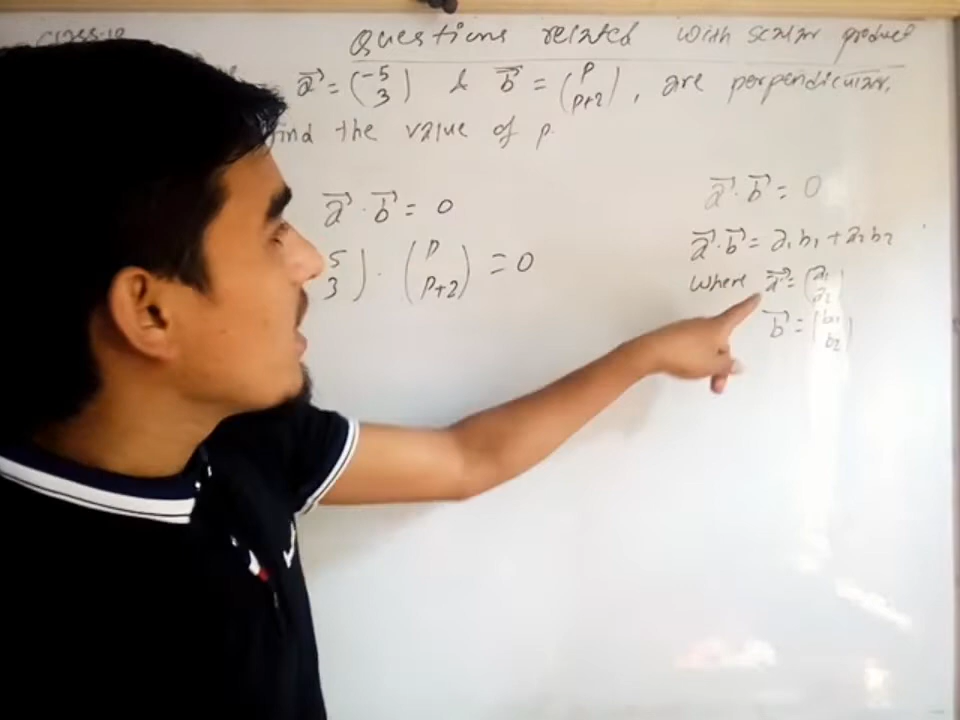 class-10
Questions related with scalar product
a⃗ = (-5 3) & b⃗ = (p p+2), are perpendicular,
find the value of p.
a⃗ . b⃗ = 0
5 3) . (p p+2) = 0
a⃗ . b⃗ = 0
a⃗ . b⃗ = a₁b₁ + a₂b₂
where a⃗ = (a₁ a₂)
b⃗ = (b₁ b₂)